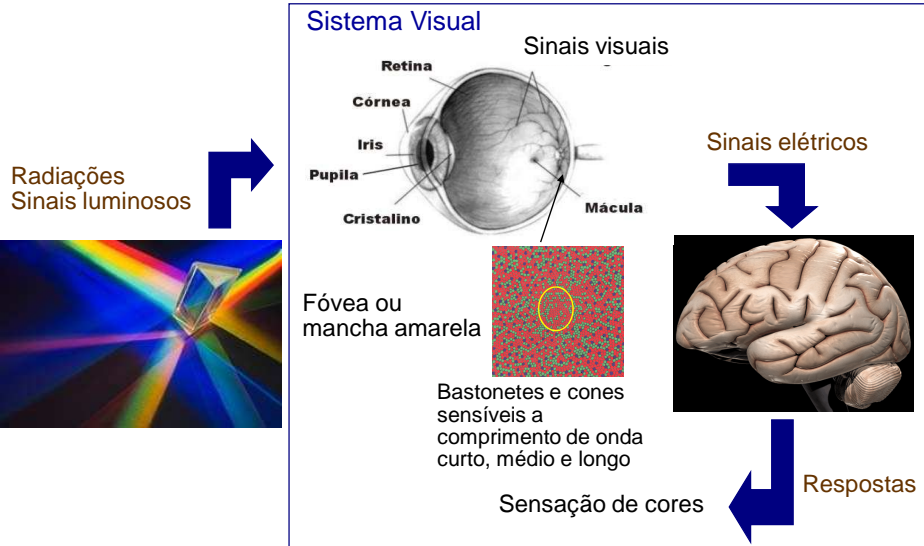 Sistema Visual
Sinais visuais
Retina
Córnea
Iris
Pupila
Cristalino
Mácula
Radiações
Sinais luminosos
Sinais elétricos
Fóvea ou
mancha amarela
Bastonetes e cones
sensíveis a
comprimento de onda
curto, médio e longo
Respostas
Sensação de cores